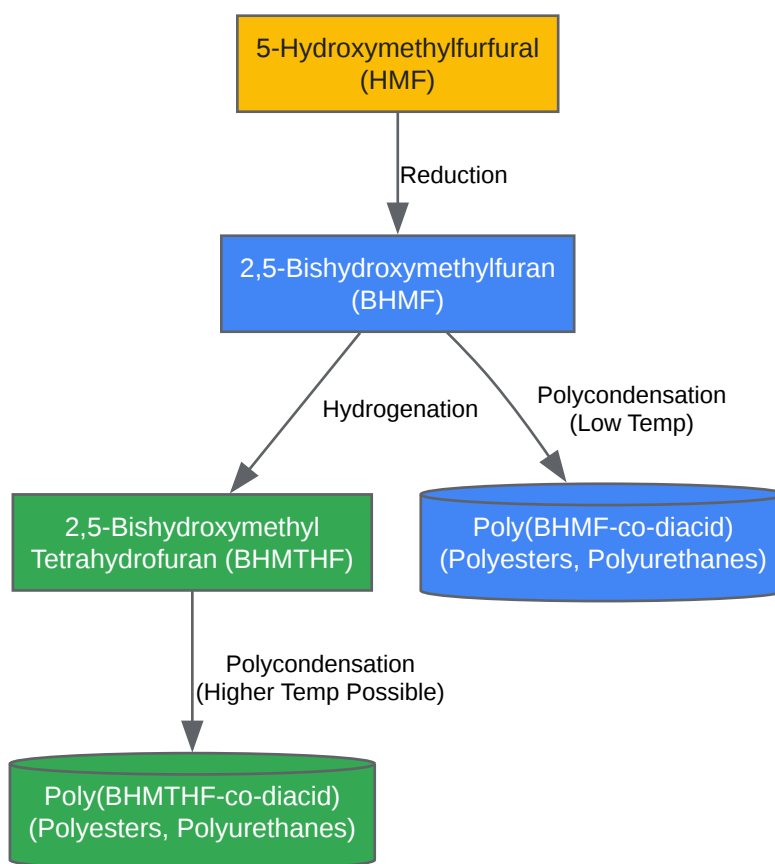 5-Hydroxymethylfurfural
(HMF)
Reduction
2,5-Bishydroxymethylfuran
(BHMF)
Hydrogenation
Polycondensation
(Low Temp)
2,5-Bishydroxymethyl
Tetrahydrofuran (BHMTHF)
Poly(BHMF-co-diacid)
(Polyesters, Polyurethanes)
Polycondensation
(Higher Temp Possible)
Poly(BHMTHF-co-diacid)
(Polyesters, Polyurethanes)